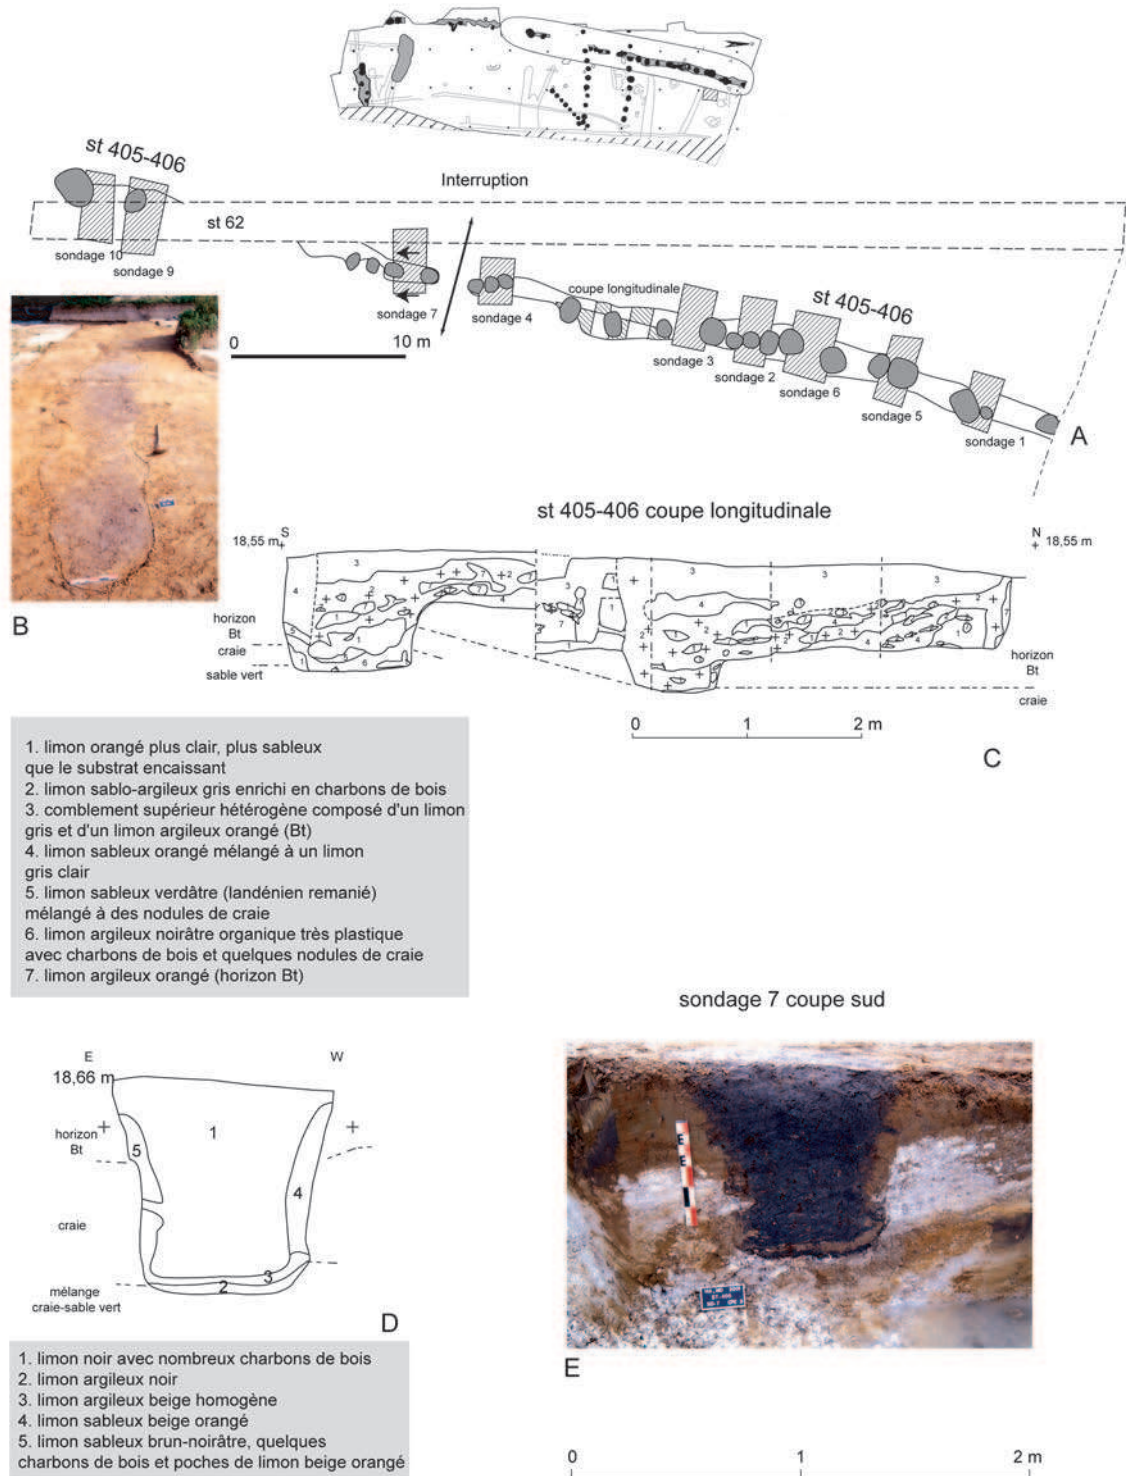 st 405-406
Interruption
st 62
sondage 10
sondage 9
sondage 7
sondage 4
coupe longitudinale
st 405-406
sondage 3
sondage 2
sondage 6
sondage 5
sondage 1
0 10 m
A
B
st 405-406 coupe longitudinale
S N
18,55 m 18,55 m
horizon
Bt
craie
sable vert
horizon
Bt
craie
0 1 2 m
C
1. limon orangé plus clair, plus sableux
que le substrat encaissant
2. limon sablo-argileux gris enrichi en charbons de bois
3. comblement supérieur hétérogène composé d'un limon
gris et d'un limon argileux orangé (Bt)
4. limon sableux orangé mélangé à un limon
gris clair
5. limon sableux verdâtre (landénien remanié)
mélangé à des nodules de craie
6. limon argileux noirâtre organique très plastique
avec charbons de bois et quelques nodules de craie
7. limon argileux orangé (horizon Bt)
sondage 7 coupe sud
E W
18,66 m
horizon
Bt
1
5
4
craie
3
2
mélange
craie-sable vert
D
E
1. limon noir avec nombreux charbons de bois
2. limon argileux noir
3. limon argileux beige homogène
4. limon sableux beige orangé
5. limon sableux brun-noirâtre, quelques
charbons de bois et poches de limon beige orangé
0 1 2 m